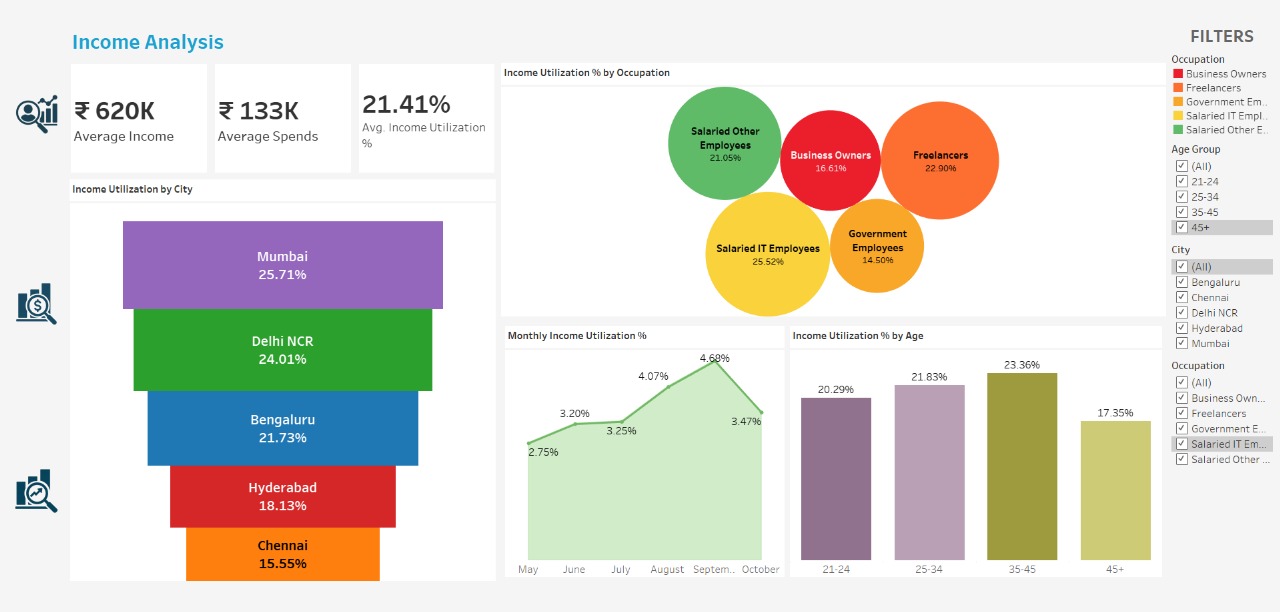 Income Analysis
₹ 620K
Average Income
₹ 133K
Average Spends
21.41%
Avg. Income Utilization
%
Income Utilization by City
Mumbai
25.71%
Delhi NCR
24.01%
Bengaluru
21.73%
Hyderabad
18.13%
Chennai
15.55%
Income Utilization % by Occupation
Salaried Other
Employees
21.05%
Business Owners
16.61%
Freelancers
22.90%
Salaried IT Employees
25.52%
Government
Employees
14.50%
Monthly Income Utilization %
2.75%
3.20%
3.25%
4.07%
4.68%
3.47%
May June July August Septem.. October
Income Utilization % by Age
20.29%
21.83%
23.36%
17.35%
21-24 25-34 35-45 45+
FILTERS
Occupation
Business Owners
Freelancers
Government Em..
Salaried IT Empl..
Salaried Other E..
Age Group
(All)
21-24
25-34
35-45
45+
City
(All)
Bengaluru
Chennai
Delhi NCR
Hyderabad
Mumbai
Occupation
(All)
Business Own...
Freelancers
Government E...
Salaried IT Em...
Salaried Other ...